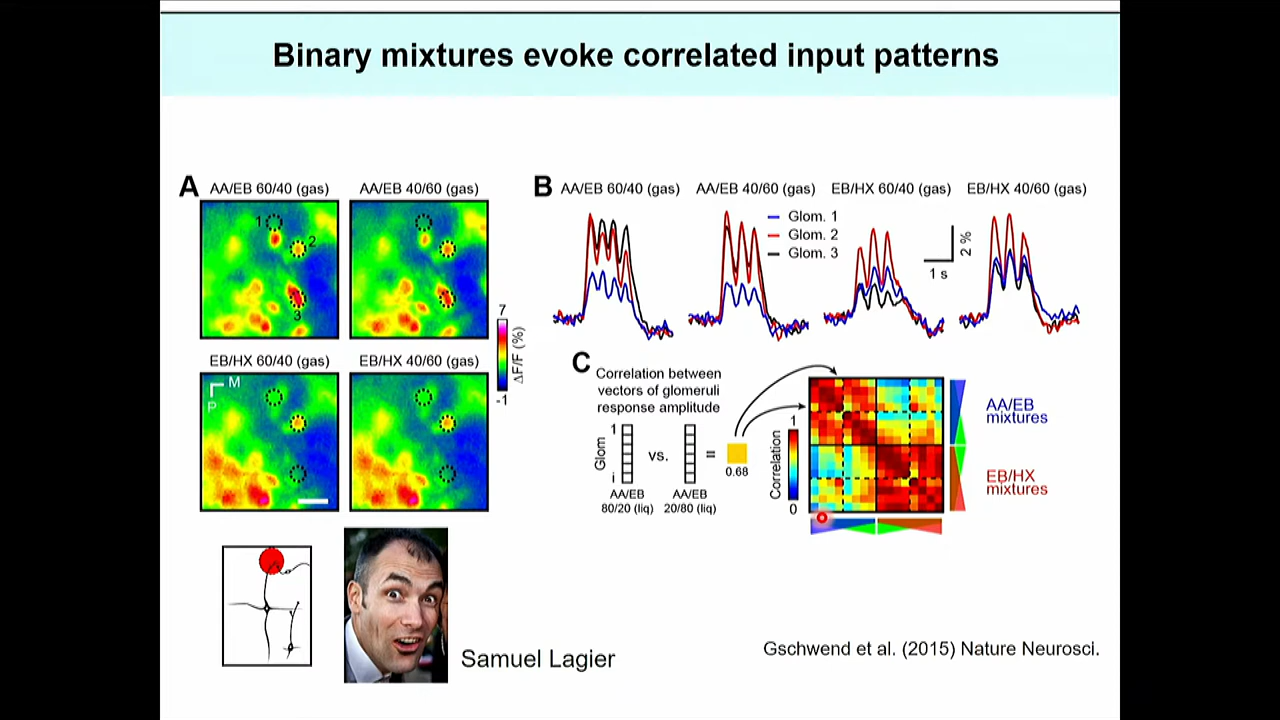 Binary mixtures evoke correlated input patterns
A
AA/EB 60/40 (gas)
AA/EB 40/60 (gas)
1
2
3
EB/HX 60/40 (gas)
EB/HX 40/60 (gas)
M
P
7
ΔF/F (%)
-1
B
AA/EB 60/40 (gas)
AA/EB 40/60 (gas)
EB/HX 60/40 (gas)
EB/HX 40/60 (gas)
Glom. 1
Glom. 2
Glom. 3
2 %
1 s
C
Correlation between
vectors of glomeruli
response amplitude
1
Glom
i
vs.
=
0.68
AA/EB
80/20 (liq)
AA/EB
20/80 (liq)
1
Correlation
0
AA/EB
mixtures
EB/HX
mixtures
Samuel Lagier
Gschwend et al. (2015) Nature Neurosci.